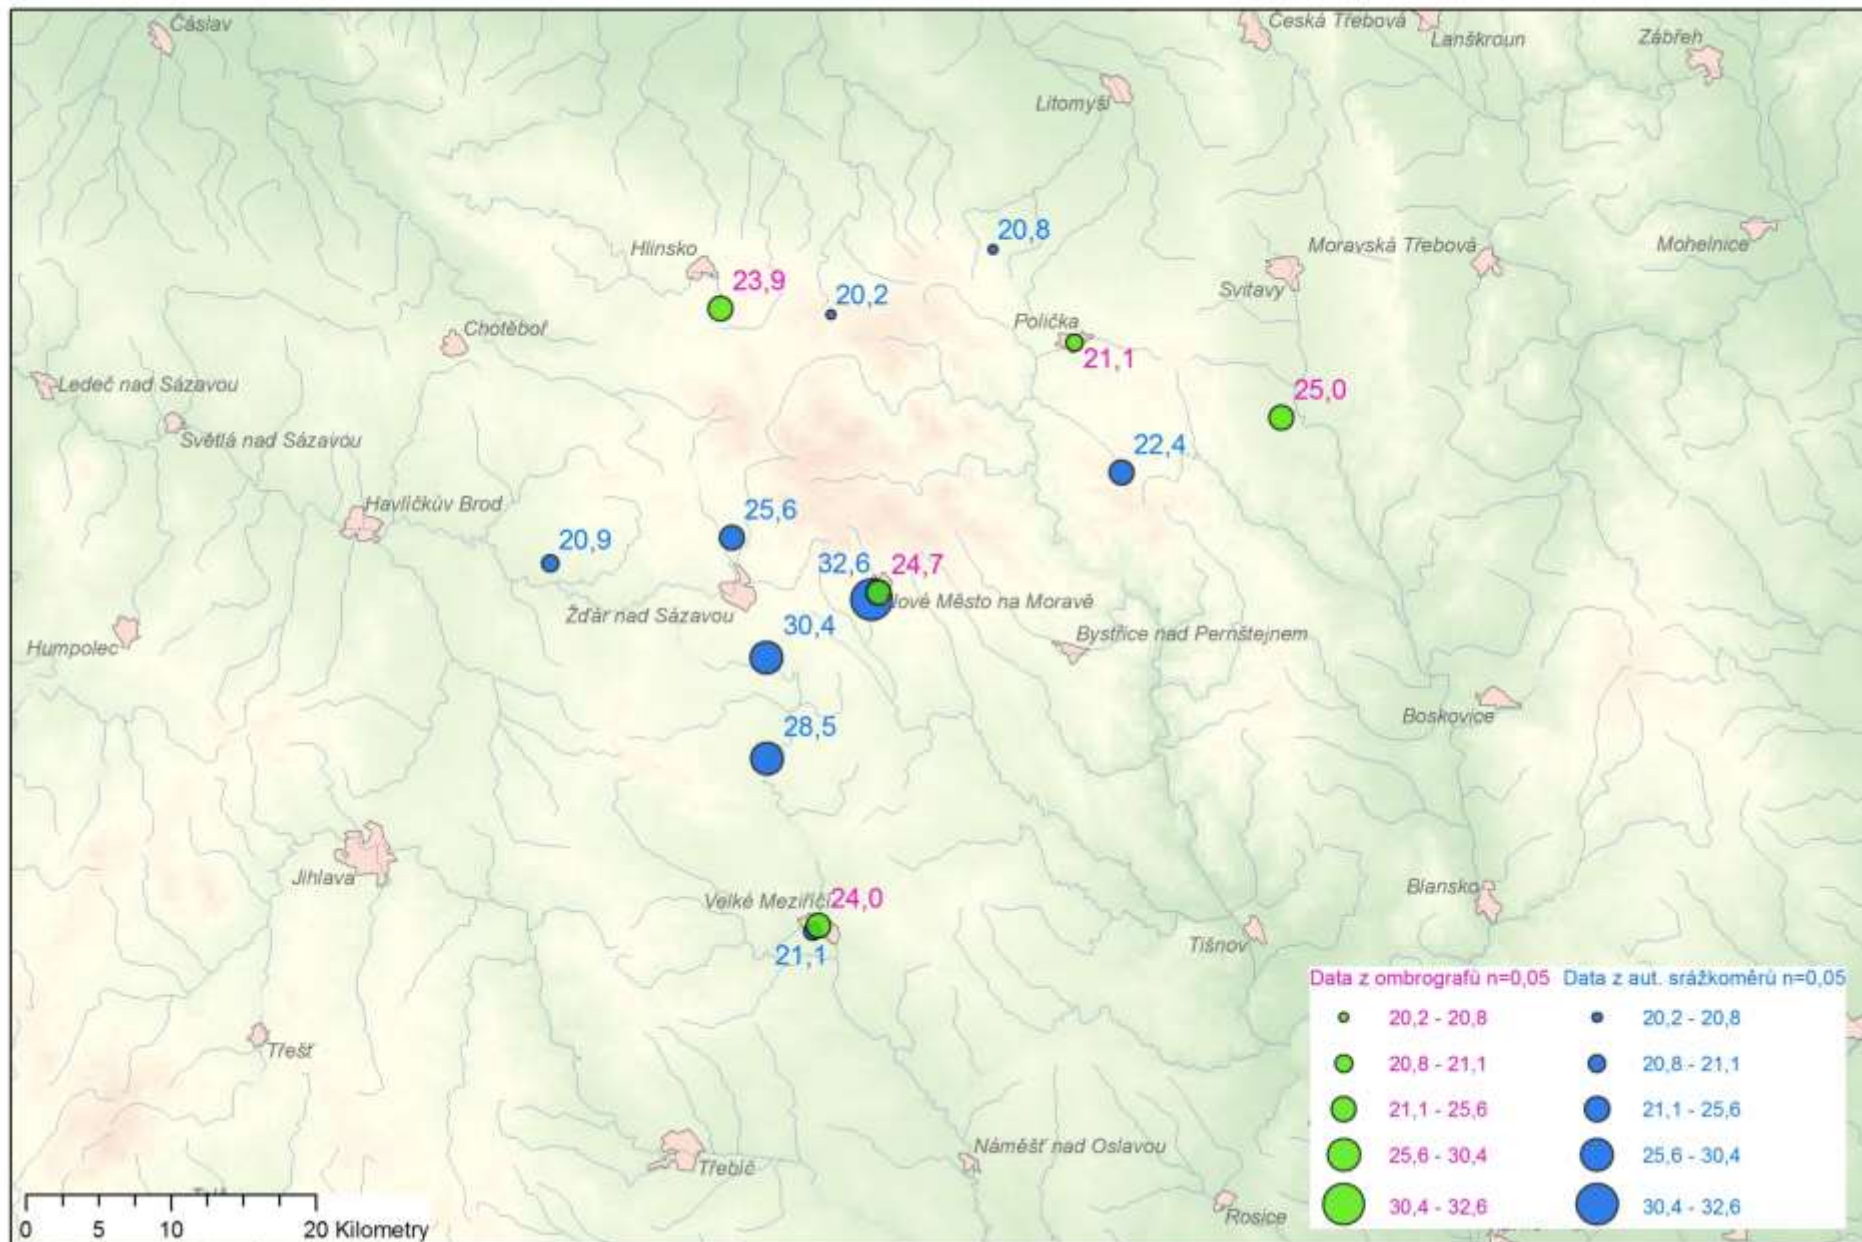 Čáslav
Česká Třebová
Lanškroun
Zábřeh
Litomyšl
20,8
Hlinsko
Moravská Třebová
Mohelnice
23,9
20,2
Svitavy
Chotěboř
Polička
21,1
Ledeč nad Sázavou
25,0
Světlá nad Sázavou
22,4
Havlíčkův Brod
25,6
20,9
32,6
24,7
Nové Město na Moravě
Žďár nad Sázavou
30,4
Bystřice nad Pernštejnem
Humpolec
Boskovice
28,5
Jihlava
Velké Meziříčí
24,0
Blansko
21,1
Tišnov
Třešť
Náměšť nad Oslavou
Třebíč
Rosice
Data z ombrografů n=0,05 Data z aut. srážkoměrů n=0,05
20,2 - 20,8 20,2 - 20,8
20,8 - 21,1 20,8 - 21,1
21,1 - 25,6 21,1 - 25,6
25,6 - 30,4 25,6 - 30,4
30,4 - 32,6 30,4 - 32,6
0 5 10 20 Kilometry